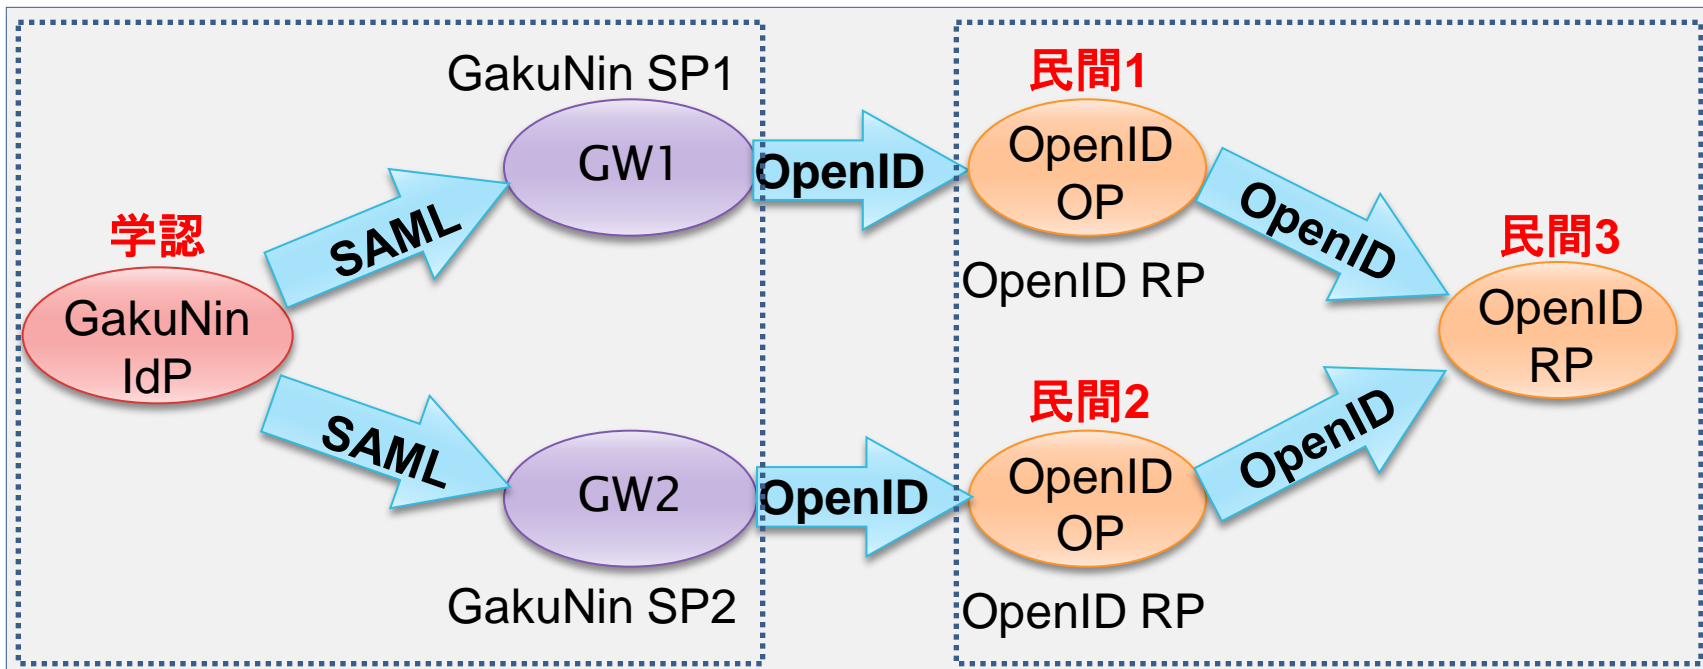 GakuNin SP1
GW1
OpenID
民間1
OpenID
OP
OpenID RP
OpenID
学認
GakuNin
IdP
SAML
SAML
民間3
OpenID
RP
GW2
GakuNin SP2
OpenID
民間2
OpenID
OP
OpenID RP
OpenID